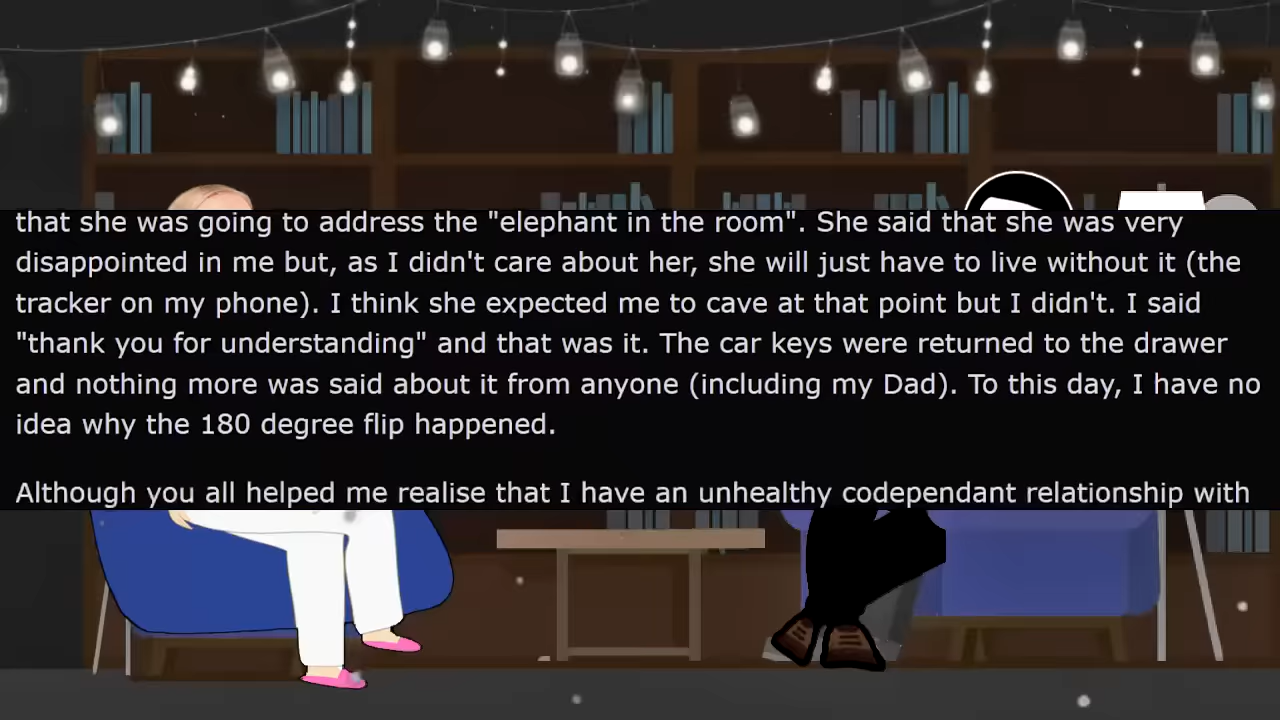 that she was going to address the "elephant in the room". She said that she was very
disappointed in me but, as I didn't care about her, she will just have to live without it (the
tracker on my phone). I think she expected me to cave at that point but I didn't. I said
"thank you for understanding" and that was it. The car keys were returned to the drawer
and nothing more was said about it from anyone (including my Dad). To this day, I have no
idea why the 180 degree flip happened.
Although you all helped me realise that I have an unhealthy codependant relationship with